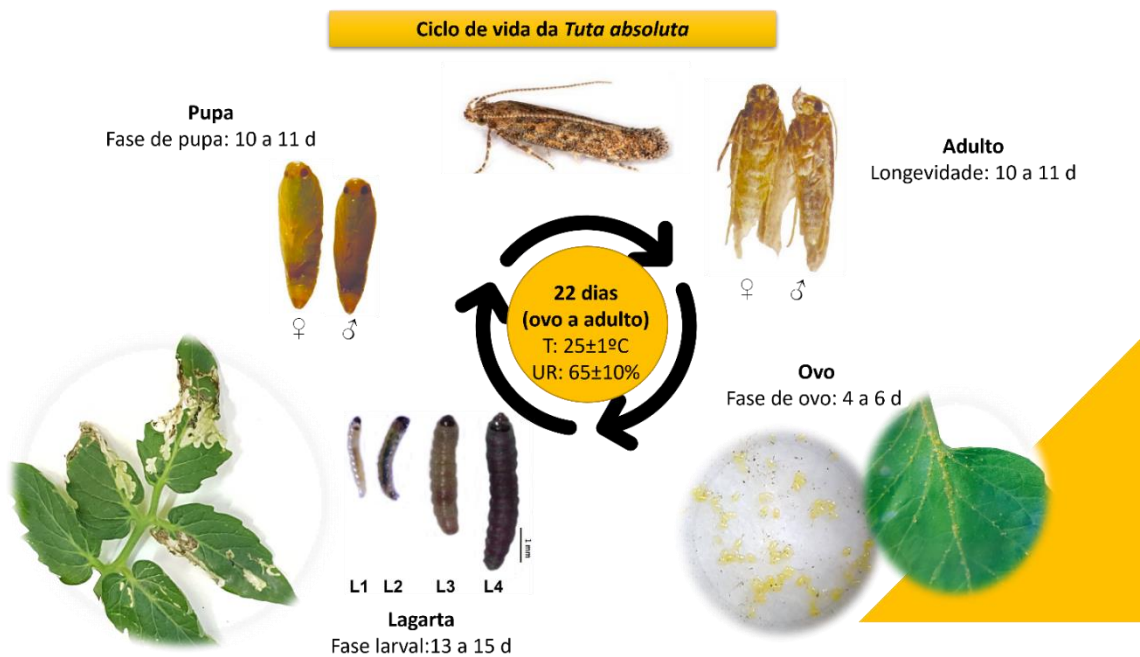 Ciclo de vida da Tuta absoluta
Pupa
Fase de pupa: 10 a 11 d
♀ ♂
Adulto
Longevidade: 10 a 11 d
♀ ♂
22 dias
(ovo a adulto)
T: 25±1ºC
UR: 65±10%
Ovo
Fase de ovo: 4 a 6 d
1 mm
L1 L2 L3 L4
Lagarta
Fase larval:13 a 15 d